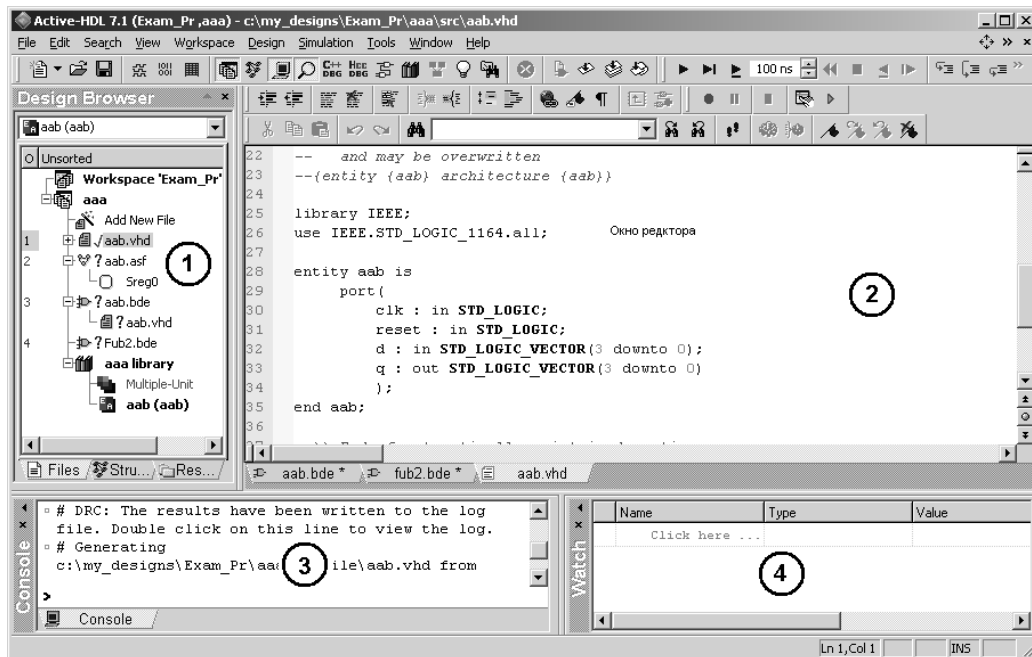 Active-HDL 7.1 (Exam_Pr ,aaa) - c:\my_designs\Exam_Pr\aaa\src\aab.vhd
File Edit Search View Workspace Design Simulation Tools Window Help
C++ DBG HCE DBG 100 ns
Design Browser
aab (aab)
O Unsorted
Workspace 'Exam_Pr'
aaa
Add New File
1 aab.vhd
2 ? aab.asf
Sreg0
3 ? aab.bde
? aab.vhd
4 ? Fub2.bde
aaa library
Multiple-Unit
aab (aab)
Files Stru... Res...
1
22 -- and may be overwritten
23 --{entity {aab} architecture {aab}}
24
25 library IEEE;
26 use IEEE.STD_LOGIC_1164.all;
Окно редктора
27
28 entity aab is
29 port(
30 clk : in STD_LOGIC;
31 reset : in STD_LOGIC;
32 d : in STD_LOGIC_VECTOR(3 downto 0);
33 q : out STD_LOGIC_VECTOR(3 downto 0)
34 );
35 end aab;
36
2
aab.bde * fub2.bde * aab.vhd
Console
# DRC: The results have been written to the log
file. Double click on this line to view the log.
# Generating
c:\my_designs\Exam_Pr\aaa ile\aab.vhd from
>
3
Console
Watch
Name Type Value
Click here ...
4
Ln 1,Col 1 INS